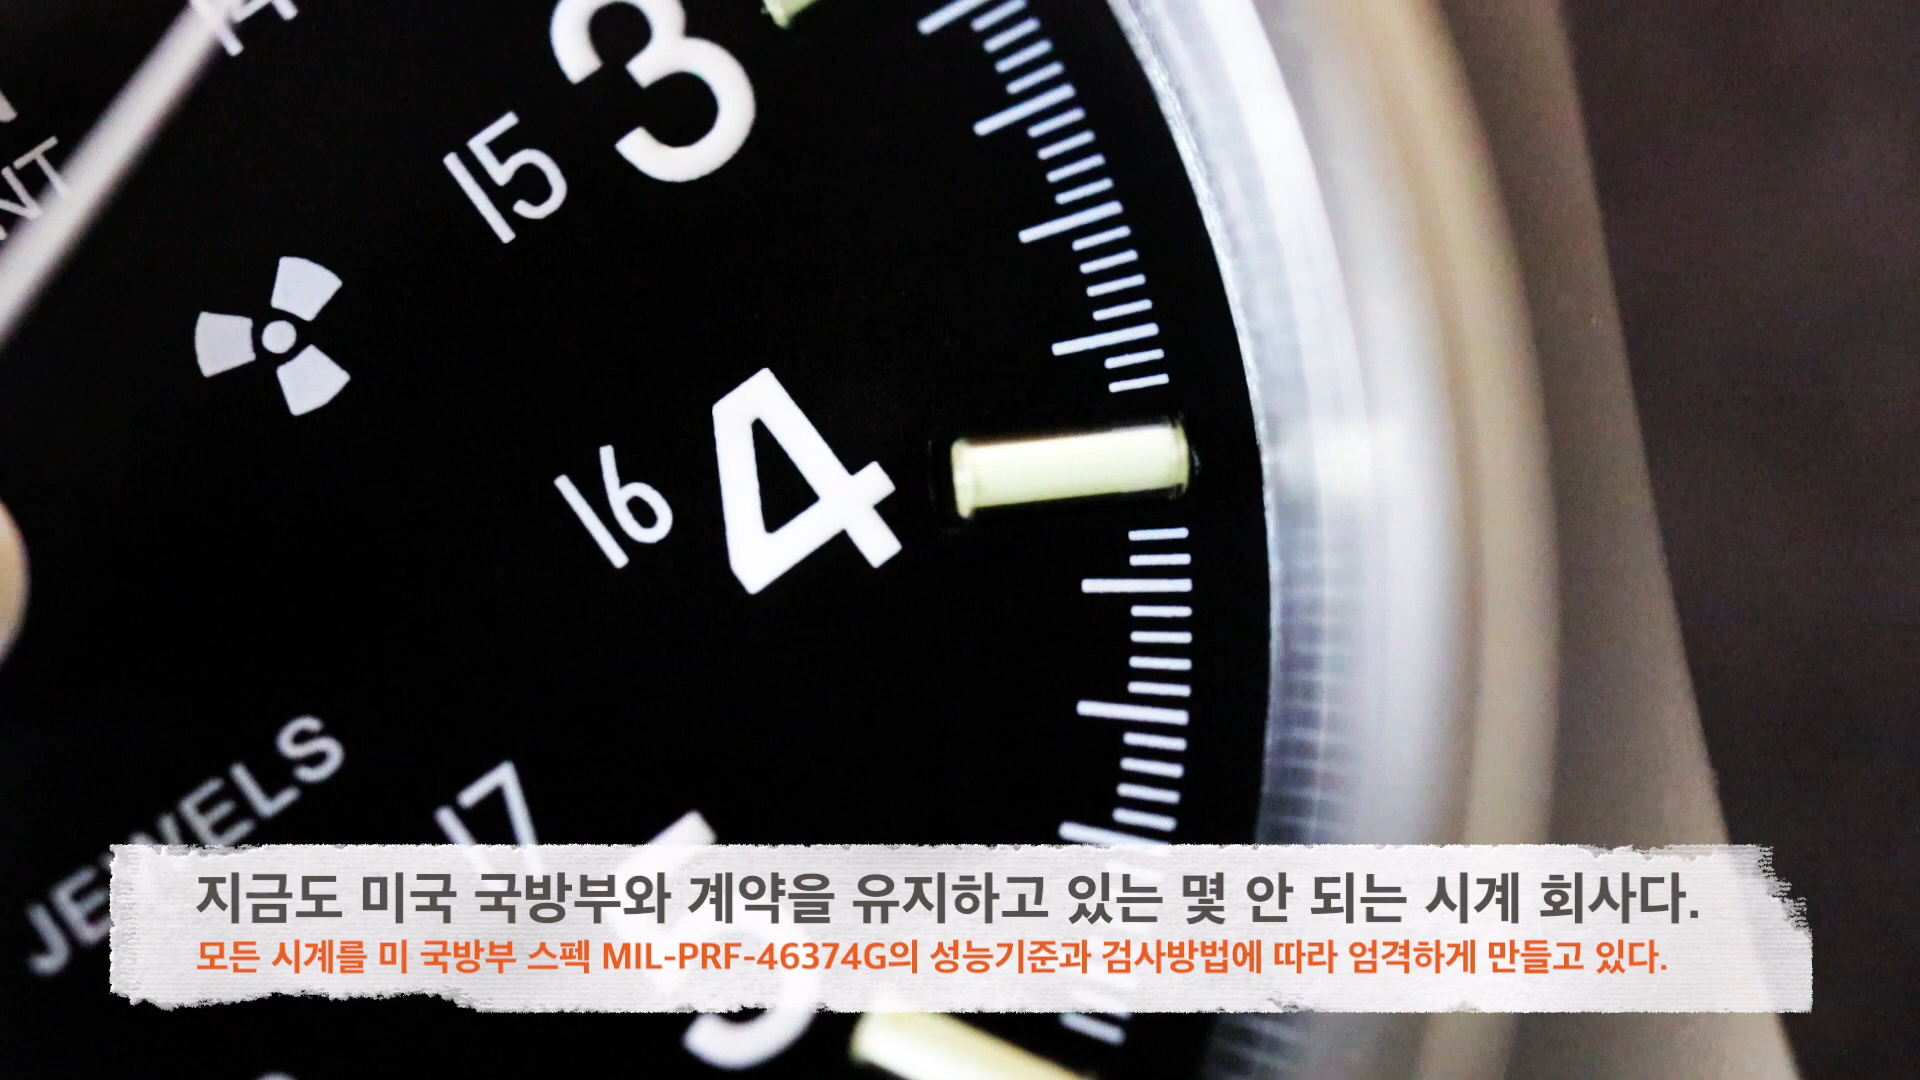 3
15
4
16
JEWELS
17
5
지금도 미국 국방부와 계약을 유지하고 있는 몇 안 되는 시계 회사다.
모든 시계를 미 국방부 스펙 MIL-PRF-46374G의 성능기준과 검사방법에 따라 엄격하게 만들고 있다.